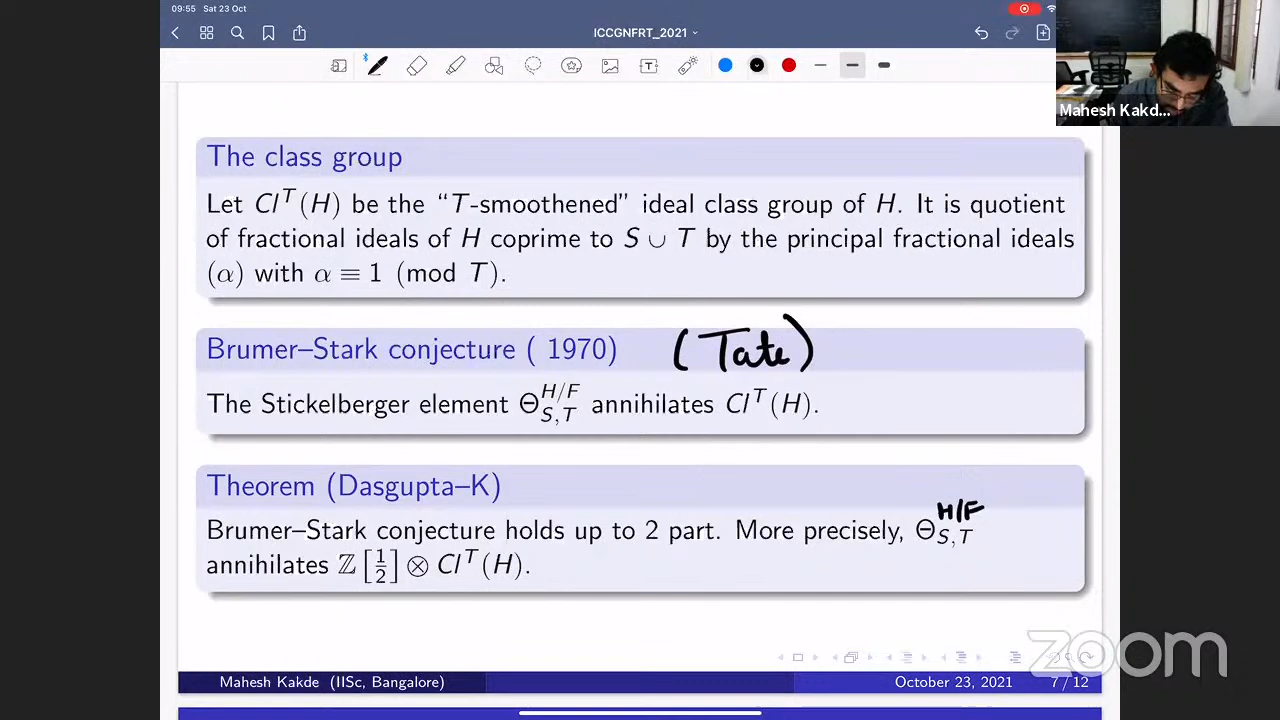 09:55 Sat 23 Oct
ICCGNFRT_2021
Mahesh Kakd...
The class group
Let Cl^T(H) be the “T-smoothened” ideal class group of H. It is quotient
of fractional ideals of H coprime to S ∪ T by the principal fractional ideals
(α) with α ≡ 1 (mod T).
Brumer–Stark conjecture ( 1970) (Tate)
The Stickelberger element Θ^{H/F}_{S,T} annihilates Cl^T(H).
Theorem (Dasgupta–K)
Brumer–Stark conjecture holds up to 2 part. More precisely, Θ^{H/F}_{S,T}
annihilates ℤ[1/2] ⊗ Cl^T(H).
zoom
Mahesh Kakde (IISc, Bangalore) October 23, 2021 7 / 12